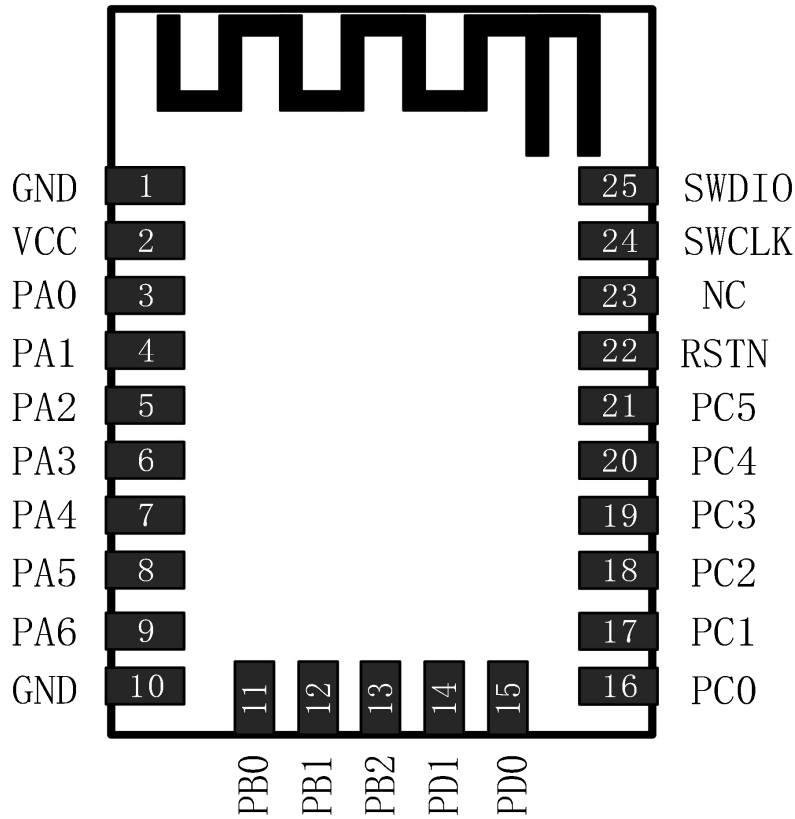 GND 1 25 SWDIO
VCC 2 24 SWCLK
PA0 3 23 NC
PA1 4 22 RSTN
PA2 5 21 PC5
PA3 6 20 PC4
PA4 7 19 PC3
PA5 8 18 PC2
PA6 9 17 PC1
GND 10 16 PC0
11 12 13 14 15
PB0 PB1 PB2 PD1 PD0